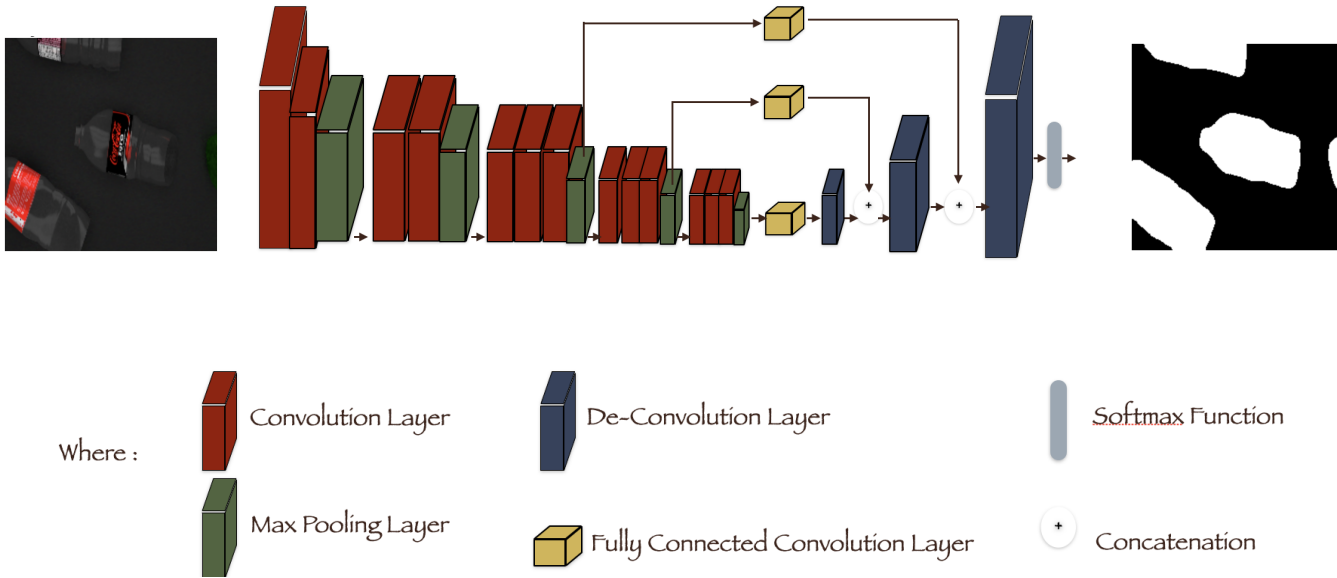 +
+
Where :
Convolution Layer
De-Convolution Layer
Softmax Function
Max Pooling Layer
Fully Connected Convolution Layer
+
Concatenation